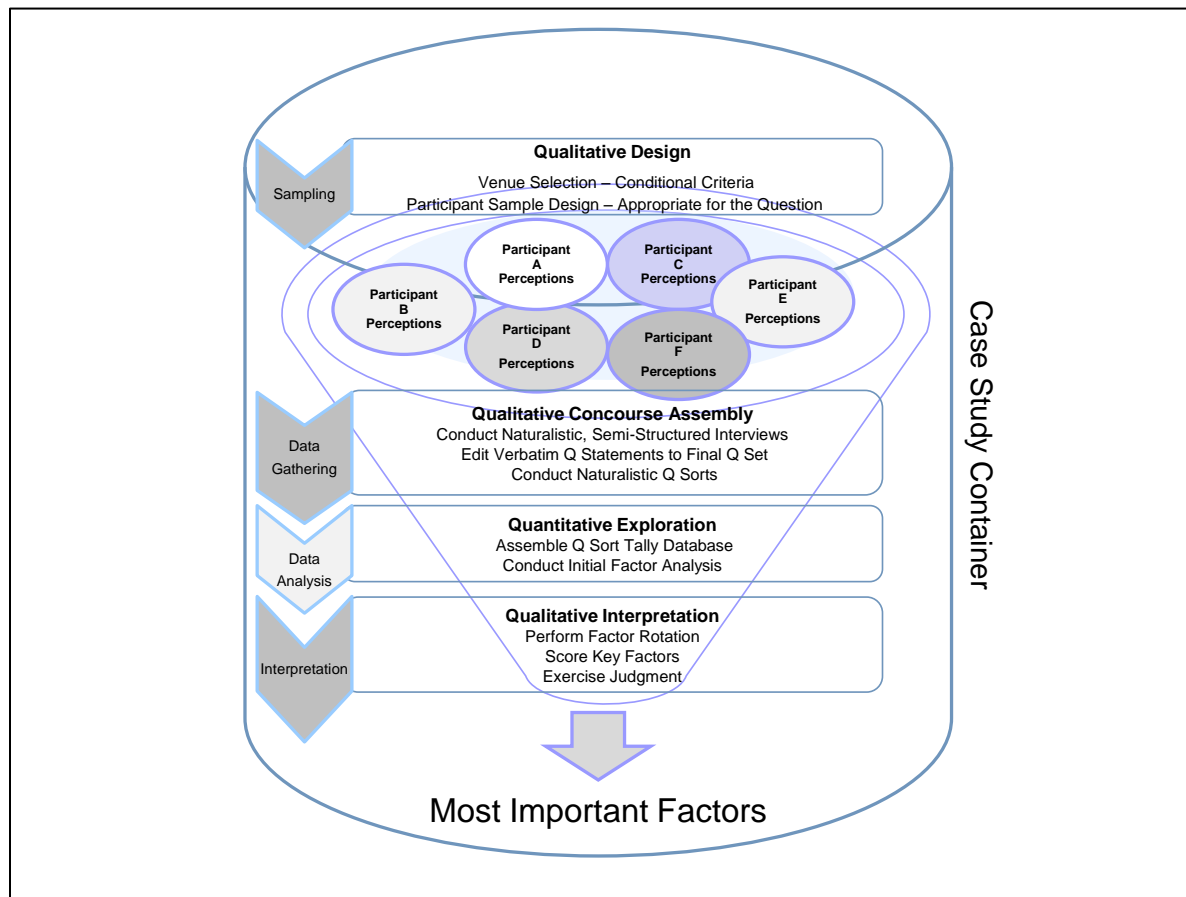 Qualitative Design
Sampling
Venue Selection – Conditional Criteria
Participant Sample Design – Appropriate for the Question
Participant
A
Perceptions
Participant
C
Perceptions
Participant
B
Perceptions
Participant
E
Perceptions
Participant
D
Perceptions
Participant
F
Perceptions
Case Study Container
Qualitative Concourse Assembly
Data
Gathering
Conduct Naturalistic, Semi-Structured Interviews
Edit Verbatim Q Statements to Final Q Set
Conduct Naturalistic Q Sorts
Quantitative Exploration
Data
Analysis
Assemble Q Sort Tally Database
Conduct Initial Factor Analysis
Qualitative Interpretation
Interpretation
Perform Factor Rotation
Score Key Factors
Exercise Judgment
Most Important Factors